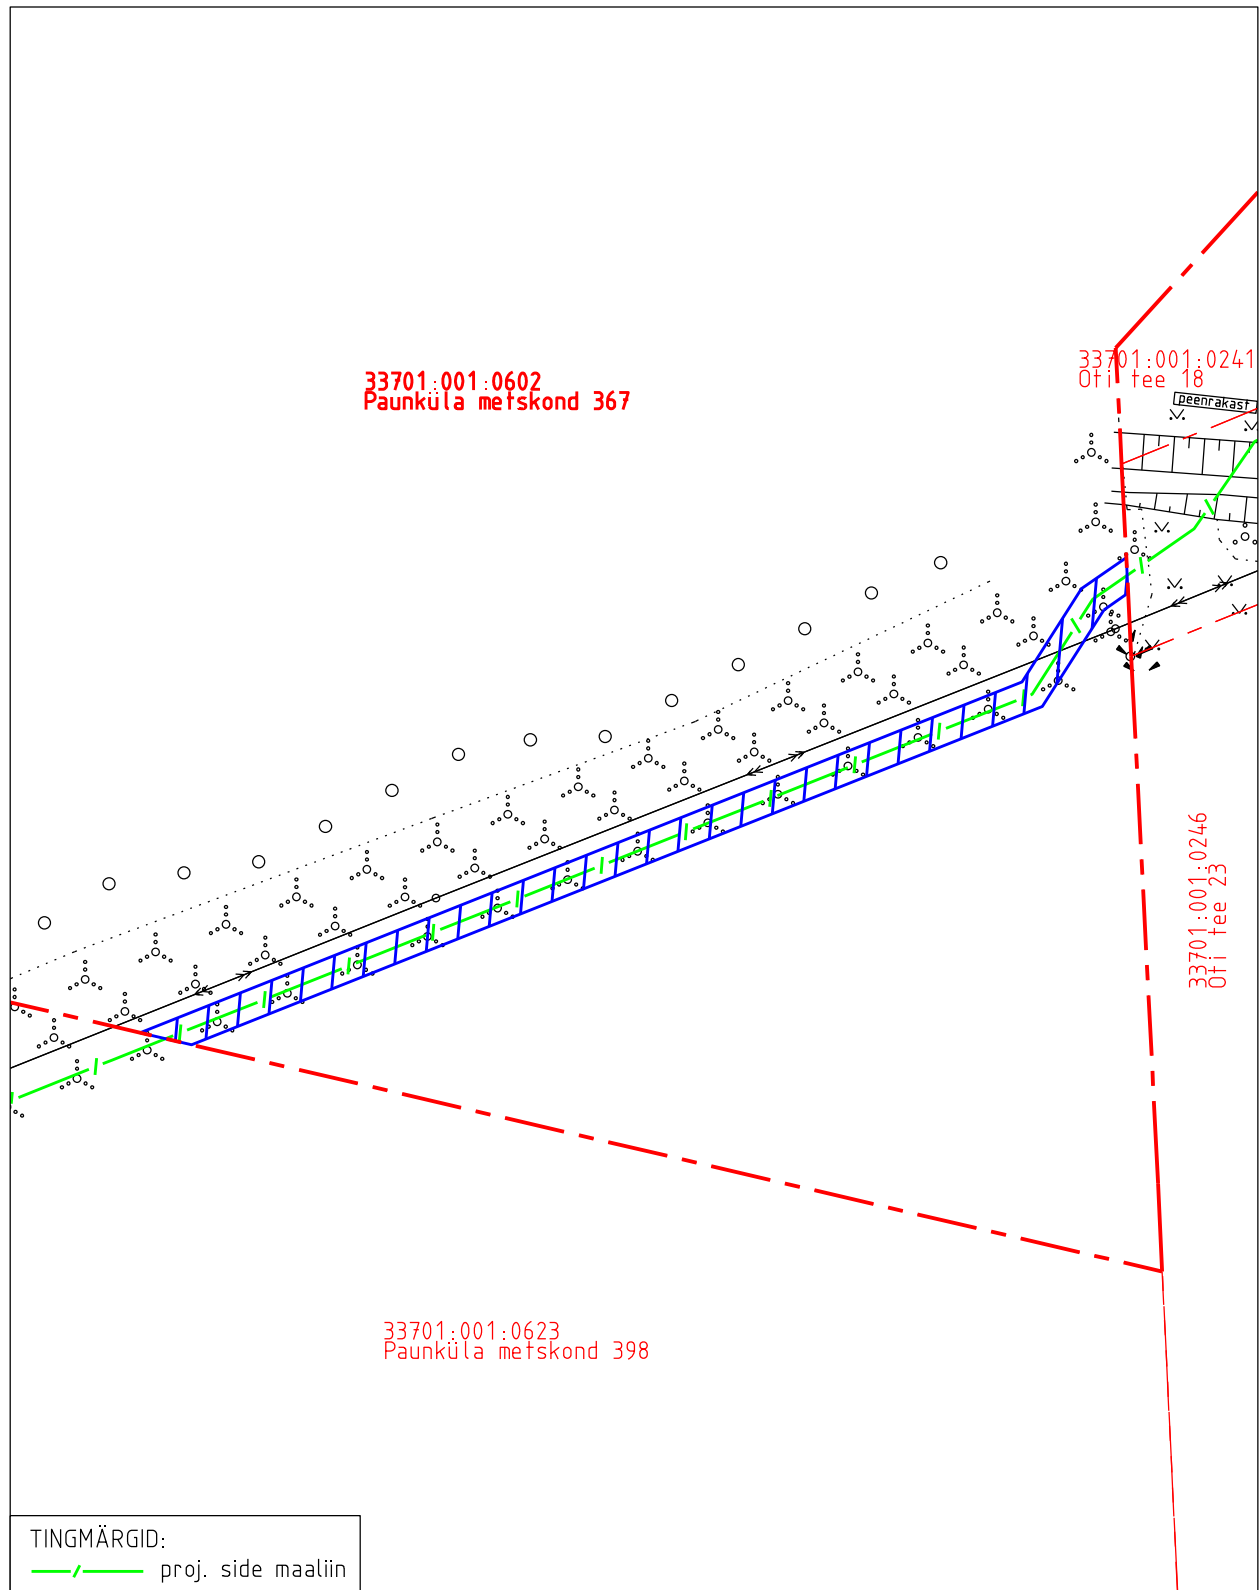 33701:001:0241
Oti tee 18
33701:001:0602
Paunküla metskond 367
peenrakast
33701:001:0246
Oti tee 23
33701:001:0623
Paunküla metskond 398
TINGMÄRGID:
proj. side maaliin